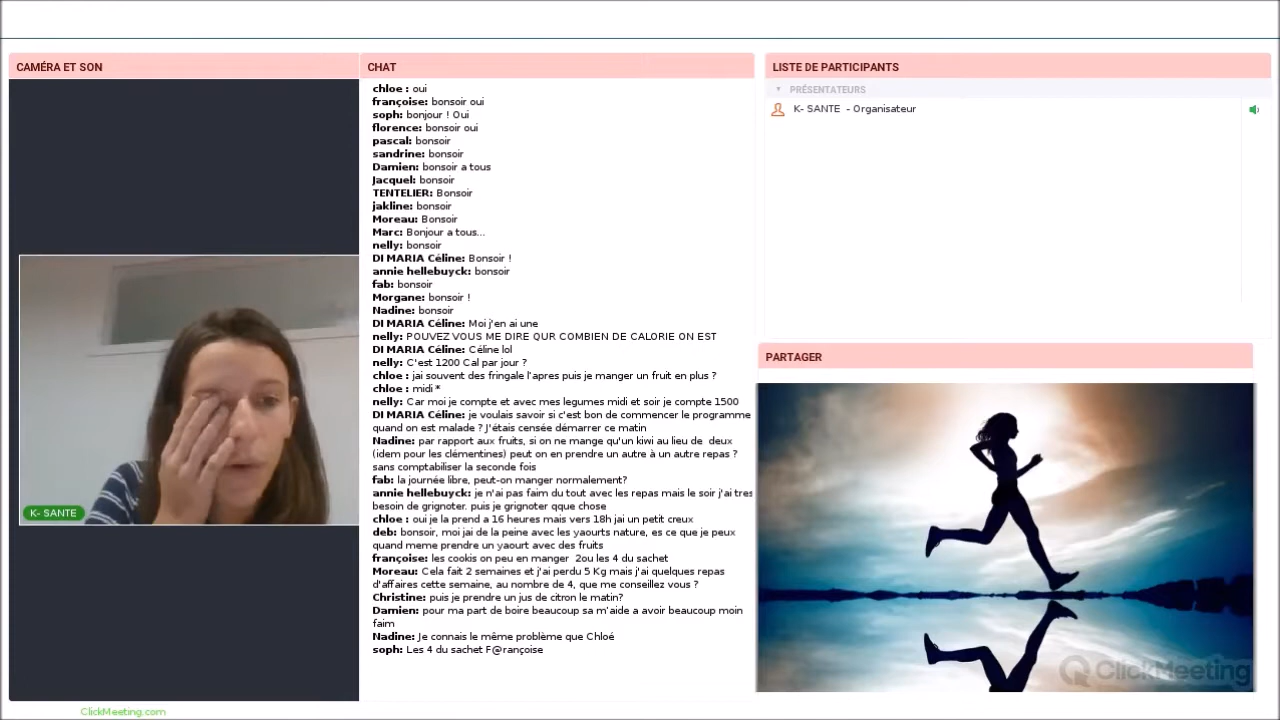 CAMÉRA ET SON
K- SANTE
CHAT
chloe : oui
françoise: bonsoir oui
soph: bonjour ! Oui
florence: bonsoir oui
pascal: bonsoir
sandrine: bonsoir
Damien: bonsoir a tous
Jacquel: bonsoir
TENTELIER: Bonsoir
jakline: bonsoir
Moreau: Bonsoir
Marc: Bonjour a tous...
nelly: bonsoir
DI MARIA Céline: Bonsoir !
annie hellebuyck: bonsoir
fab: bonsoir
Morgane: bonsoir !
Nadine: bonsoir
DI MARIA Céline: Moi j'en ai une
nelly: POUVEZ VOUS ME DIRE QUR COMBIEN DE CALORIE ON EST
DI MARIA Céline: Céline lol
nelly: C'est 1200 Cal par jour ?
chloe : jai souvent des fringale l'apres puis je manger un fruit en plus ?
chloe : midi *
nelly: Car moi je compte et avec mes legumes midi et soir je compte 1500
DI MARIA Céline: je voulais savoir si c'est bon de commencer le programme
quand on est malade ? J'étais censée démarrer ce matin
Nadine: par rapport aux fruits, si on ne mange qu'un kiwi au lieu de deux
(idem pour les clémentines) peut on en prendre un autre à un autre repas ?
sans comptabiliser la seconde fois
fab: la journée libre, peut-on manger normalement?
annie hellebuyck: je n'ai pas faim du tout avec les repas mais le soir j'ai tres
besoin de grignoter. puis je grignoter qque chose
chloe : oui je la prend a 16 heures mais vers 18h jai un petit creux
deb: bonsoir, moi jai de la peine avec les yaourts nature, es ce que je peux
quand meme prendre un yaourt avec des fruits
françoise: les cookis on peu en manger 2ou les 4 du sachet
Moreau: Cela fait 2 semaines et j'ai perdu 5 Kg mais j'ai quelques repas
d'affaires cette semaine, au nombre de 4, que me conseillez vous ?
Christine: puis je prendre un jus de citron le matin?
Damien: pour ma part de boire beaucoup sa m'aide a avoir beaucoup moin
faim
Nadine: Je connais le même problème que Chloé
soph: Les 4 du sachet F@rançoise
LISTE DE PARTICIPANTS
PRÉSENTATEURS
K- SANTE - Organisateur
PARTAGER
ClickMeeting
ClickMeeting.com